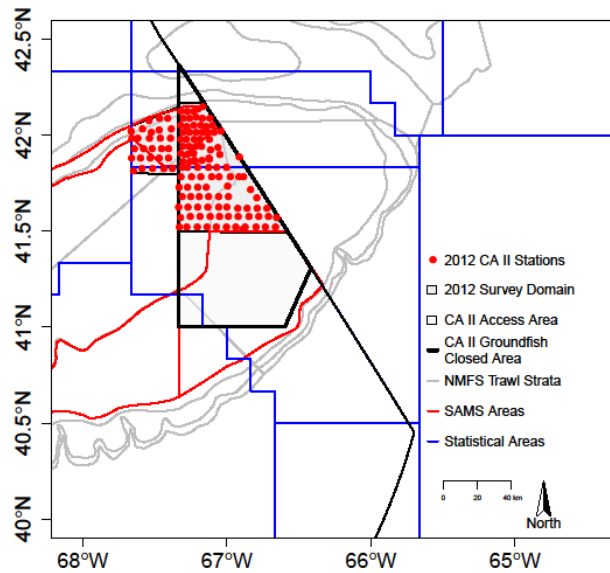 42.5°N
42°N
41.5°N
41°N
40.5°N
40°N
2012 CA II Stations
2012 Survey Domain
CA II Access Area
CA II Groundfish
Closed Area
NMFS Trawl Strata
SAMS Areas
Statistical Areas
0 20 40 km
North
68°W 67°W 66°W 65°W